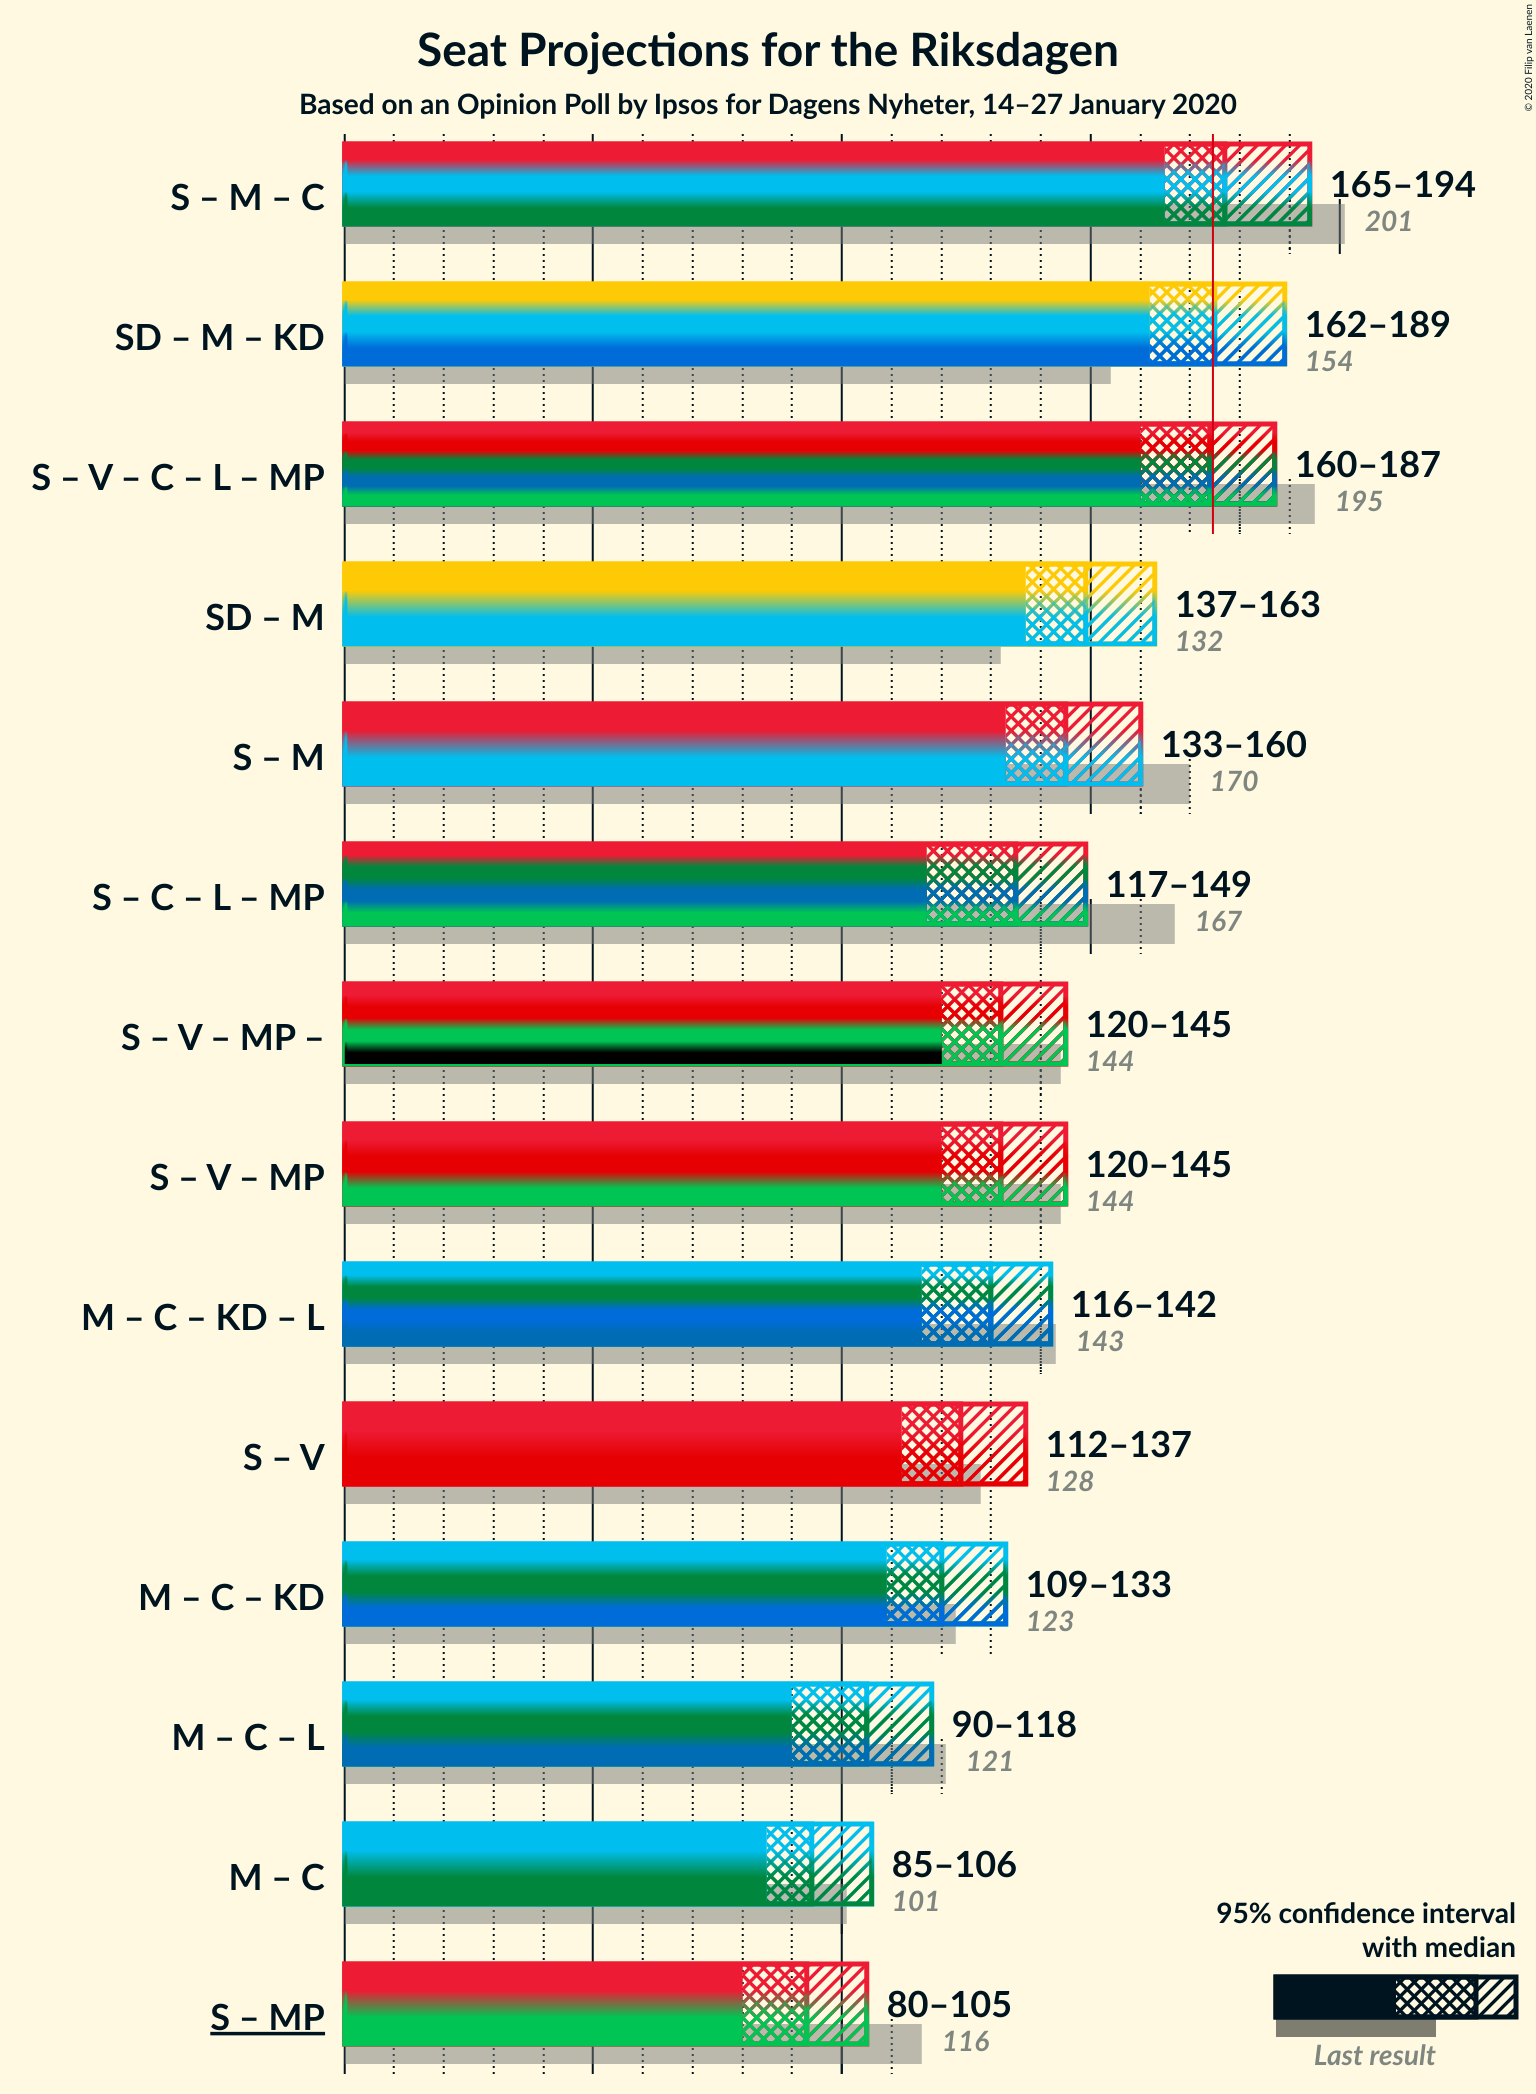 Seat Projections for the Riksdagen
Based on an Opinion Poll by Ipsos for Dagens Nyheter, 14–27 January 2020
© 2020 Filip van Laenen
S – M – C
165–194
201
SD – M – KD
162–189
154
S – V – C – L – MP
160–187
195
SD – M
137–163
132
S – M
133–160
170
S – C – L – MP
117–149
167
S – V – MP –
120–145
144
S – V – MP
120–145
144
M – C – KD – L
116–142
143
S – V
112–137
128
M – C – KD
109–133
123
M – C – L
90–118
121
M – C
85–106
101
S – MP
80–105
116
95% confidence interval
with median
Last result